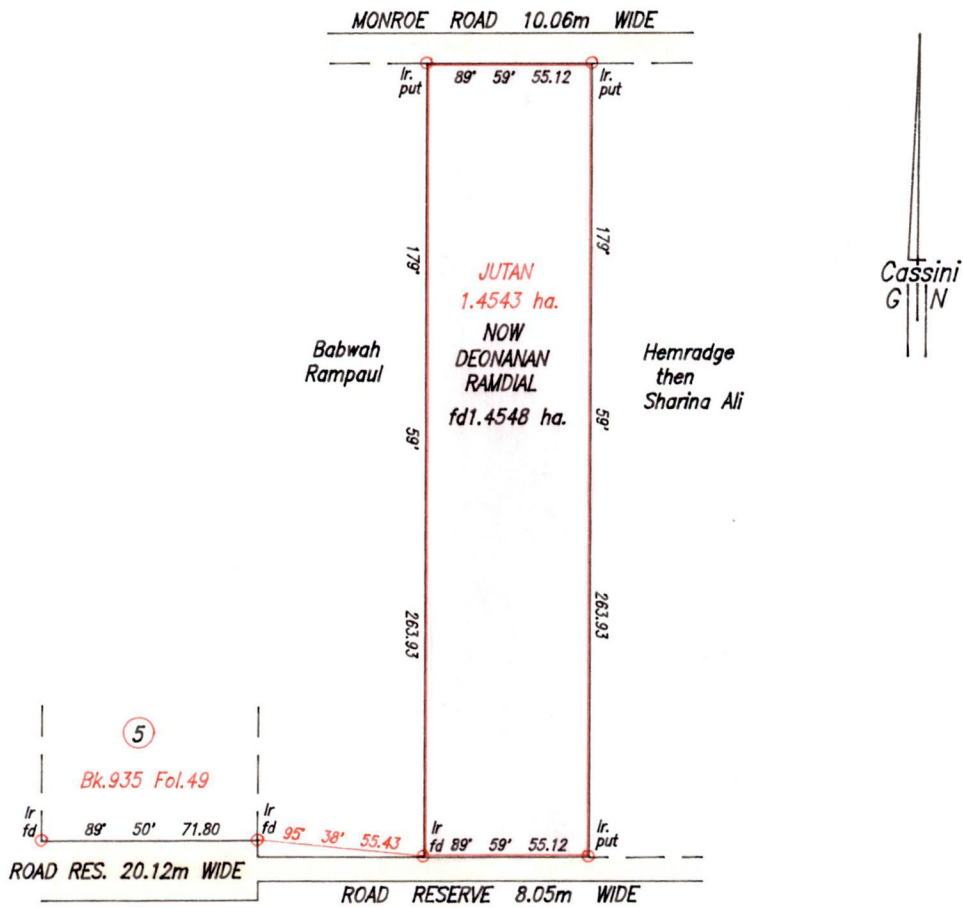 MONROE ROAD 10.06m WIDE
Ir.
put
89° 59' 55.12
Ir.
put
179°
179°
JUTAN
1.4543 ha.
NOW
DEONANAN
RAMDIAL
fd1.4548 ha.
Babwah
Rampaul
Hemradge
then
Sharina Ali
Cassini
G N
59'
59'
263.93
263.93
5
Bk.935 Fol.49
Ir
fd
89° 50' 71.80
Ir
fd
95° 38' 55.43
Ir
fd
89° 59' 55.12
Ir.
put
ROAD RES. 20.12m WIDE
ROAD RESERVE 8.05m WIDE